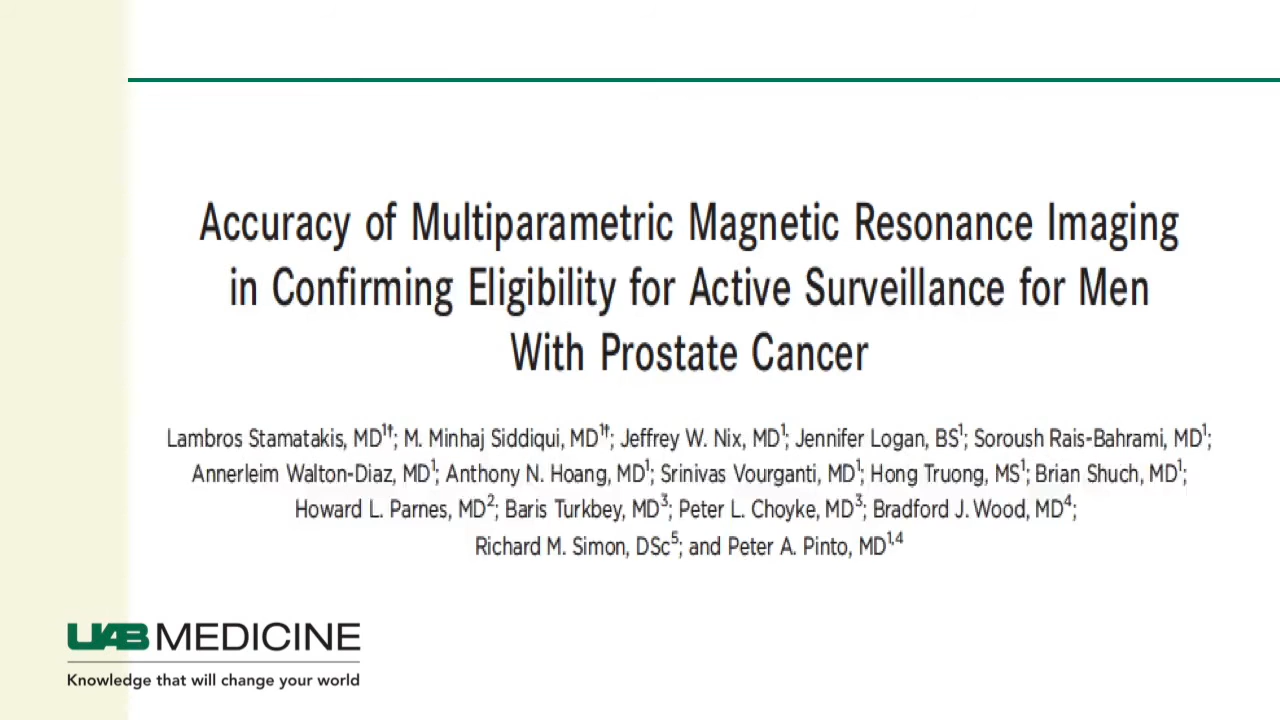 Accuracy of Multiparametric Magnetic Resonance Imaging
in Confirming Eligibility for Active Surveillance for Men
With Prostate Cancer
Lambros Stamatakis, MD1†; M. Minhaj Siddiqui, MD1†; Jeffrey W. Nix, MD1; Jennifer Logan, BS1; Soroush Rais-Bahrami, MD1;
Annerleim Walton-Diaz, MD1; Anthony N. Hoang, MD1; Srinivas Vourganti, MD1; Hong Truong, MS1; Brian Shuch, MD1;
Howard L. Parnes, MD2; Baris Turkbey, MD3; Peter L. Choyke, MD3; Bradford J. Wood, MD4;
Richard M. Simon, DSc5; and Peter A. Pinto, MD1,4
UAB MEDICINE
Knowledge that will change your world